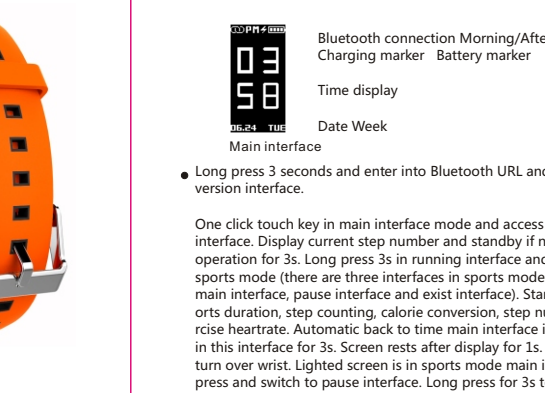 PM
03
58
06.24 TUE
Bluetooth connection Morning/Afte
Charging marker Battery marker
Time display
Date Week
Main interface
Long press 3 seconds and enter into Bluetooth URL and
version interface.
One click touch key in main interface mode and access
interface. Display current step number and standby if n
operation for 3s. Long press 3s in running interface and
sports mode (there are three interfaces in sports mode
main interface, pause interface and exist interface). Star
orts duration, step counting, calorie conversion, step nu
rcise heartrate. Automatic back to time main interface i
in this interface for 3s. Screen rests after display for 1s.
turn over wrist. Lighted screen is in sports mode main i
press and switch to pause interface. Long press for 3s t